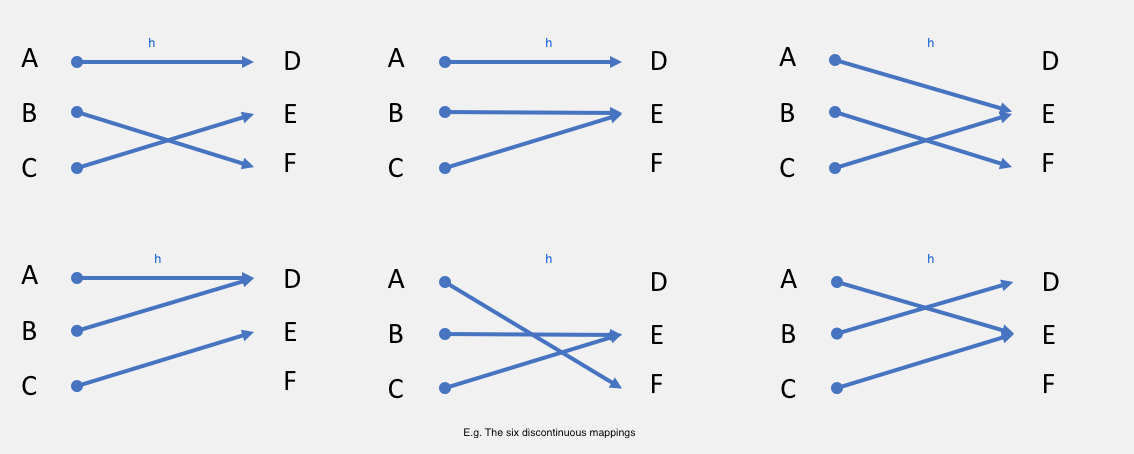 h h h
A D A D A D
B E B E B E
C F C F C F
h h h
A D A D A D
B E B E B E
C F C F C F
E.g. The six discontinuous mappings